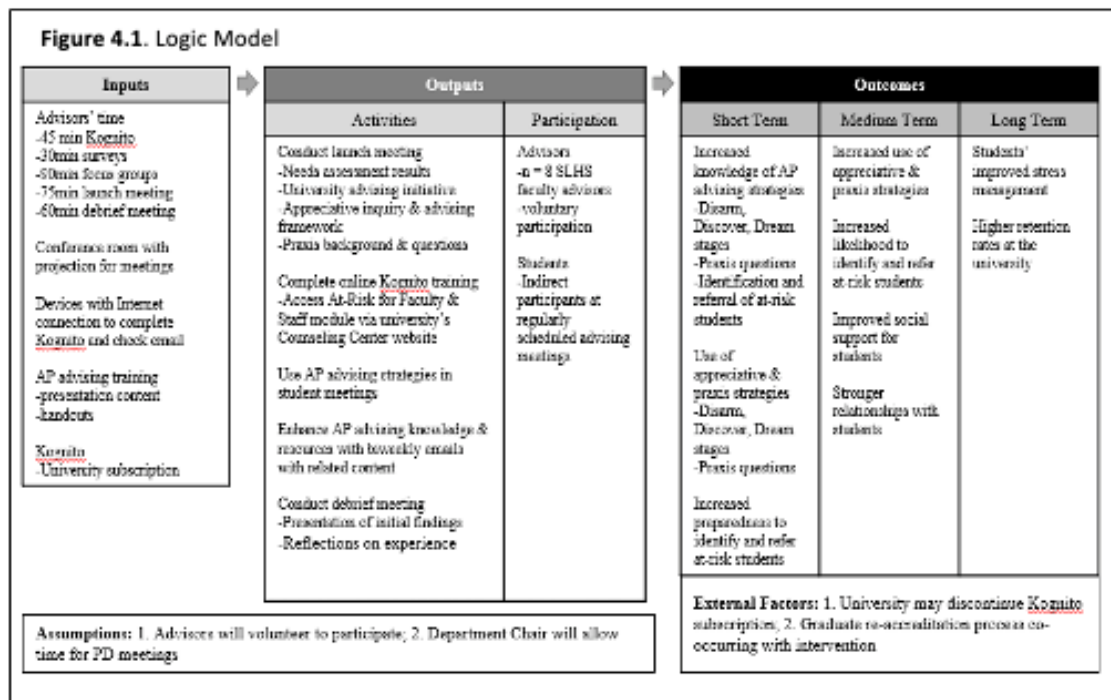 Figure 4.1. Logic Model
Inputs
Advisors' time
-45 min Kognito
-30min surveys
-90min focus groups
-75min launch meeting
-60min debrief meeting
Conference room with
projection for meetings
Devices with Internet
connection to complete
Kognito and check email
AP advising training
-presentation content
-handouts
Kognito
-University subscription
Outputs
Activities
Conduct launch meeting
-Needs assessment results
-University advising initiative
-Appreciative inquiry & advising
framework
-Praxis background & questions
Complete online Kognito training
-Access At-Risk for Faculty &
Staff module via university's
Counseling Center website
Use AP advising strategies in
student meetings
Enhance AP advising knowledge &
resources with biweekly emails
with related content
Conduct debrief meeting
-Presentation of initial findings
-Reflections on experience
Participation
Advisors
-n = 8 SLHS
faculty advisors
-voluntary
participation
Students
-Indirect
participants at
regularly
scheduled advising
meetings
Outcomes
Short Term
Increased
knowledge of AP
advising strategies
-Disarm,
Discover, Dream
stages
-Praxis questions
-Identification and
referral of at-risk
students
Use of
appreciative &
praxis strategies
-Disarm,
Discover, Dream
stages
-Praxis questions
Increased
preparedness to
identify and refer
at-risk students
Medium Term
Increased use of
appreciative &
praxis strategies
Increased
likelihood to
identify and refer
at-risk students
Improved social
support for
students
Stronger
relationships with
students
Long Term
Students'
improved stress
management
Higher retention
rates at the
university
Assumptions: 1. Advisors will volunteer to participate; 2. Department Chair will allow
time for PD meetings
External Factors: 1. University may discontinue Kognito
subscription; 2. Graduate re-accreditation process co-
occurring with intervention